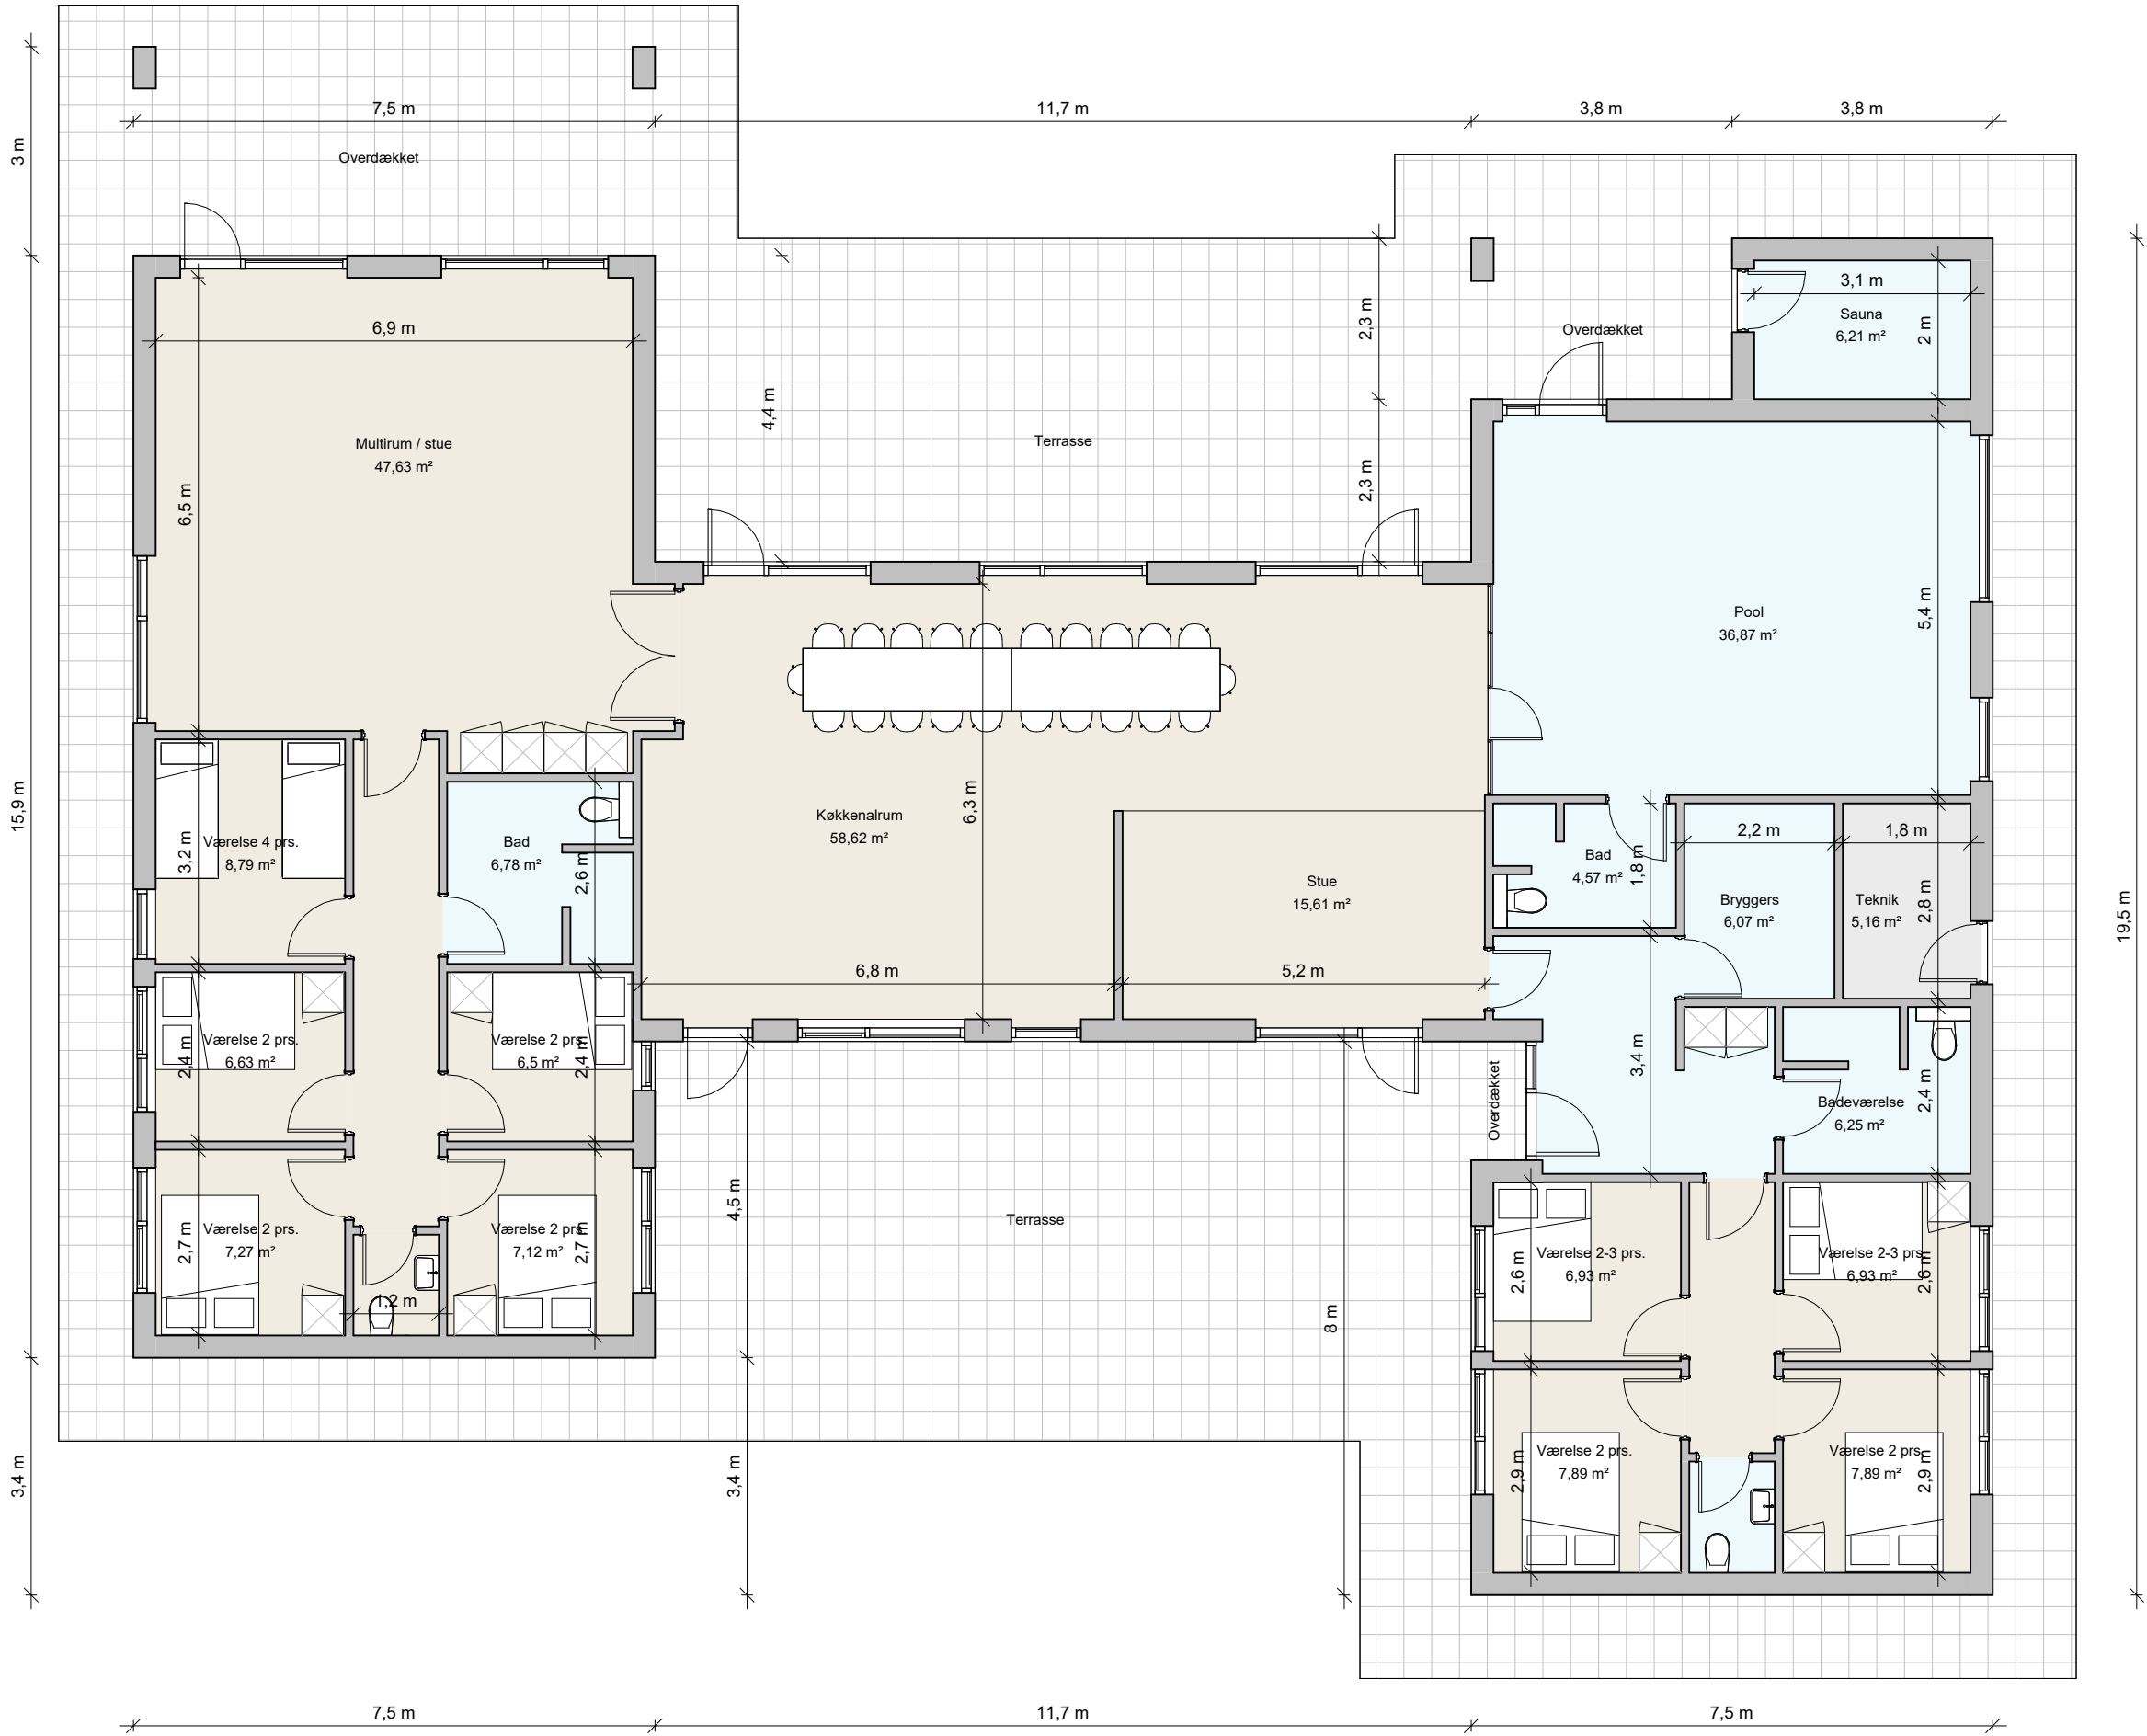 7,5 m
11,7 m
3,8 m
3,8 m
3 m
Overdækket
3,1 m
Sauna
6,21 m²
2 m
2,3 m
Overdækket
6,9 m
4,4 m
Multirum / stue
47,63 m²
Terrasse
2,3 m
6,5 m
Pool
36,87 m²
5,4 m
15,9 m
6,3 m
Køkkenalrum
58,62 m²
Værelse 4 prs.
8,79 m²
3,2 m
Bad
6,78 m²
2,6 m
Stue
15,61 m²
Bad
4,57 m²
1,8 m
2,2 m
1,8 m
Bryggers
6,07 m²
Teknik
5,16 m²
2,8 m
19,5 m
6,8 m
5,2 m
Værelse 2 prs.
6,63 m²
2,4 m
Værelse 2 prs.
6,5 m²
2,4 m
Overdækket
3,4 m
Badeværelse
6,25 m²
2,4 m
Værelse 2 prs.
7,27 m²
2,7 m
Værelse 2 prs.
7,12 m²
2,7 m
1,2 m
4,5 m
Terrasse
8 m
Værelse 2-3 prs.
6,93 m²
2,6 m
Værelse 2-3 prs.
6,93 m²
2,6 m
3,4 m
3,4 m
Værelse 2 prs.
7,89 m²
2,9 m
Værelse 2 prs.
7,89 m²
2,9 m
7,5 m
11,7 m
7,5 m